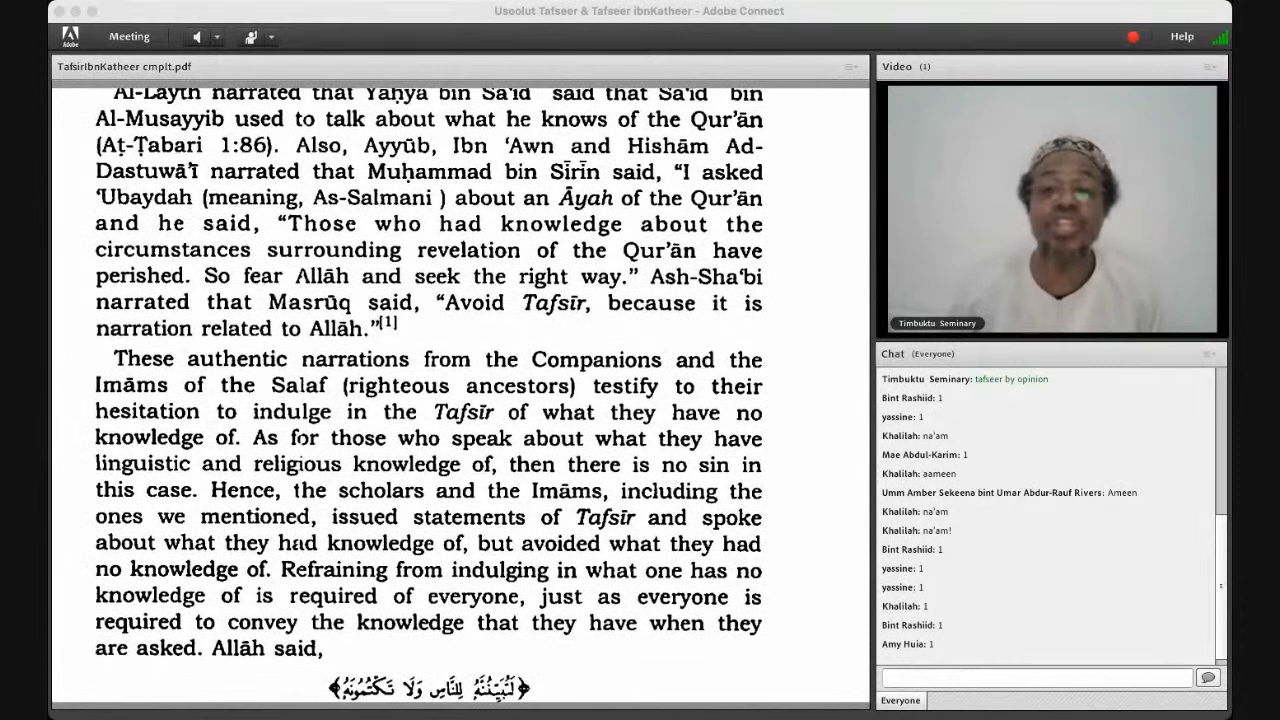 Usoolut Tafseer & Tafseer ibnKatheer - Adobe Connect
Adobe
Meeting
Help
TafsirIbnKatheer cmplt.pdf
Al-Layth narrated that Yaḥya bin Sa'id said that Sa'id bin
Al-Musayyib used to talk about what he knows of the Qur'ān
(Aṭ-Ṭabari 1:86). Also, Ayyūb, Ibn 'Awn and Hishām Ad-
Dastuwā'ī narrated that Muḥammad bin Sīrīn said, "I asked
'Ubaydah (meaning, As-Salmani ) about an Āyah of the Qur'ān
and he said, "Those who had knowledge about the
circumstances surrounding revelation of the Qur'ān have
perished. So fear Allāh and seek the right way." Ash-Sha'bi
narrated that Masrūq said, "Avoid Tafsīr, because it is
narration related to Allāh."[1]
These authentic narrations from the Companions and the
Imāms of the Salaf (righteous ancestors) testify to their
hesitation to indulge in the Tafsīr of what they have no
knowledge of. As for those who speak about what they have
linguistic and religious knowledge of, then there is no sin in
this case. Hence, the scholars and the Imāms, including the
ones we mentioned, issued statements of Tafsīr and spoke
about what they had knowledge of, but avoided what they had
no knowledge of. Refraining from indulging in what one has no
knowledge of is required of everyone, just as everyone is
required to convey the knowledge that they have when they
are asked. Allāh said,
﴿لَتُبَيِّنُنَّهُ لِلنَّاسِ وَلَا تَكْتُمُونَهُ﴾
Video (1)
Timbuktu Seminary
Chat (Everyone)
Timbuktu Seminary: tafseer by opinion
Bint Rashiid: 1
yassine: 1
Khalilah: na'am
Mae Abdul-Karim: 1
Khalilah: aameen
Umm Amber Sekeena bint Umar Abdur-Rauf Rivers: Ameen
Khalilah: na'am
Khalilah: na'am!
Bint Rashiid: 1
yassine: 1
yassine: 1
Khalilah: 1
Bint Rashiid: 1
Amy Huia: 1
Everyone